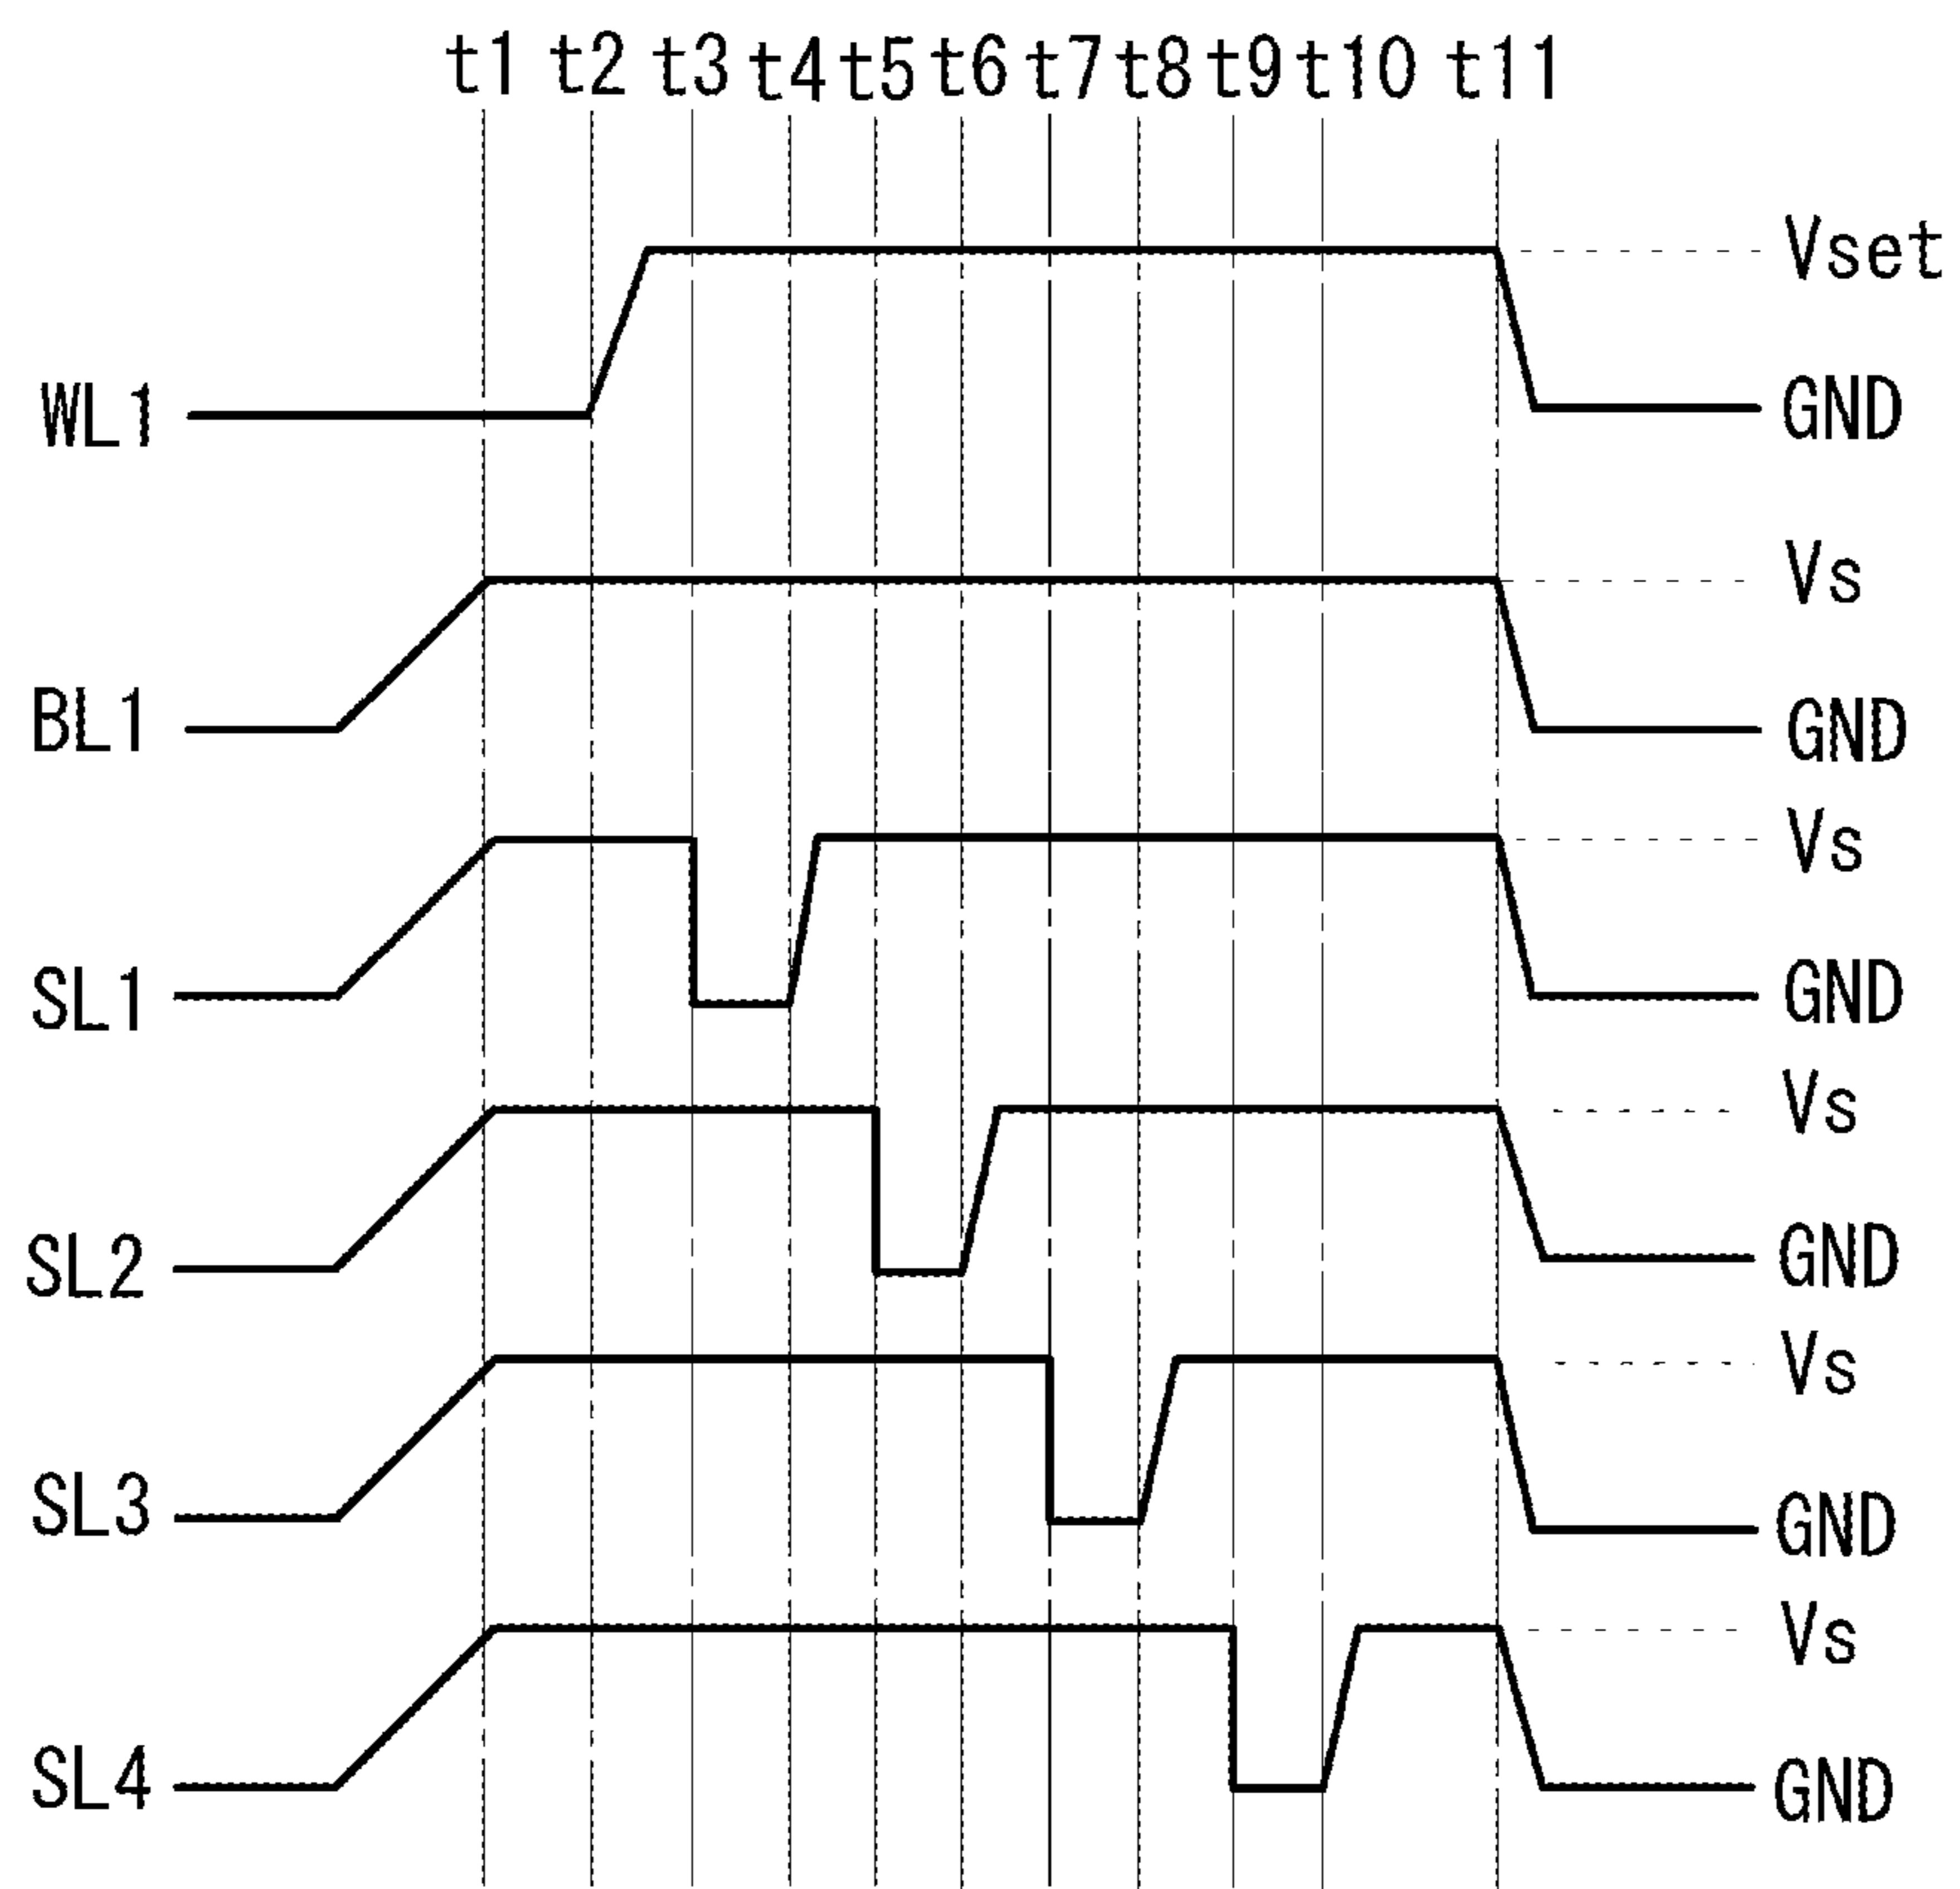 t1 t2 t3 t4 t5 t6 t7 t8 t9 t10 t11
Vset
WL1 GND
Vs
BL1 GND
Vs
SL1 GND
Vs
SL2 GND
Vs
SL3 GND
Vs
SL4 GND